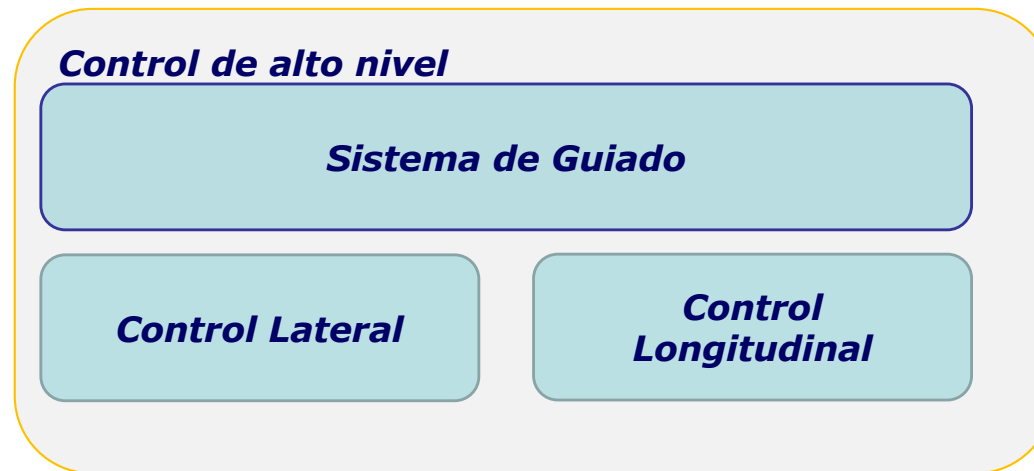 Control de alto nivel
Sistema de Guiado
Control Lateral
Control
Longitudinal